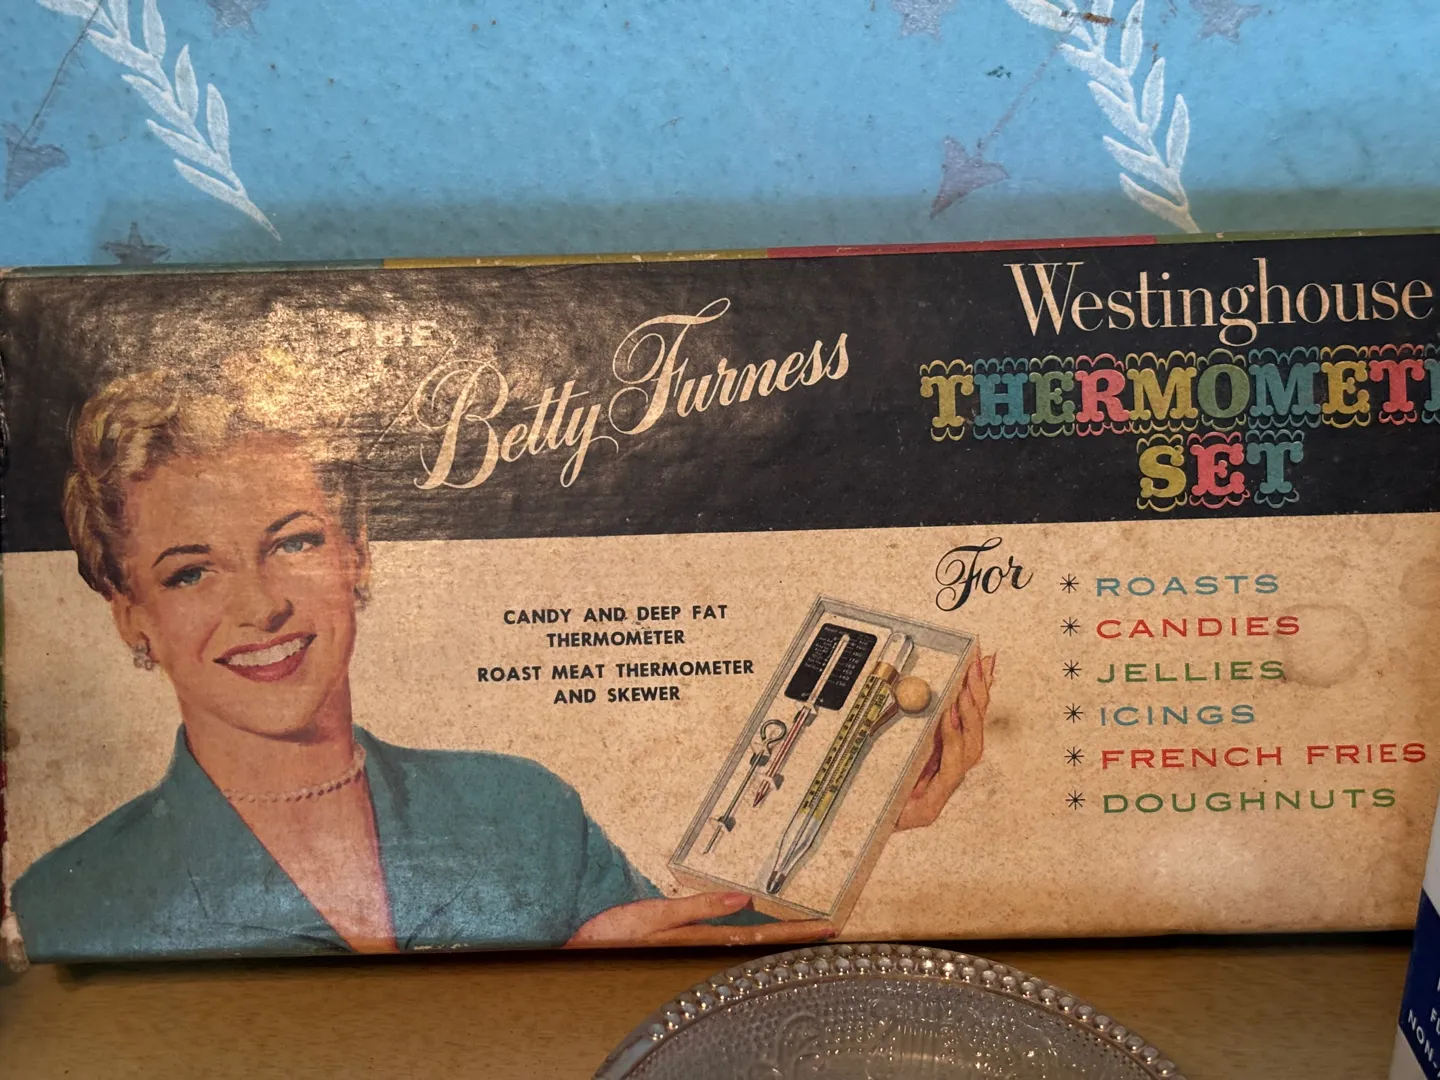 THE
Betty Furness
Westinghouse
THERMOMETE
SET
CANDY AND DEEP FAT
THERMOMETER
ROAST MEAT THERMOMETER
AND SKEWER
For
* ROASTS
* CANDIES
* JELLIES
* ICINGS
* FRENCH FRIES
* DOUGHNUTS
NON-